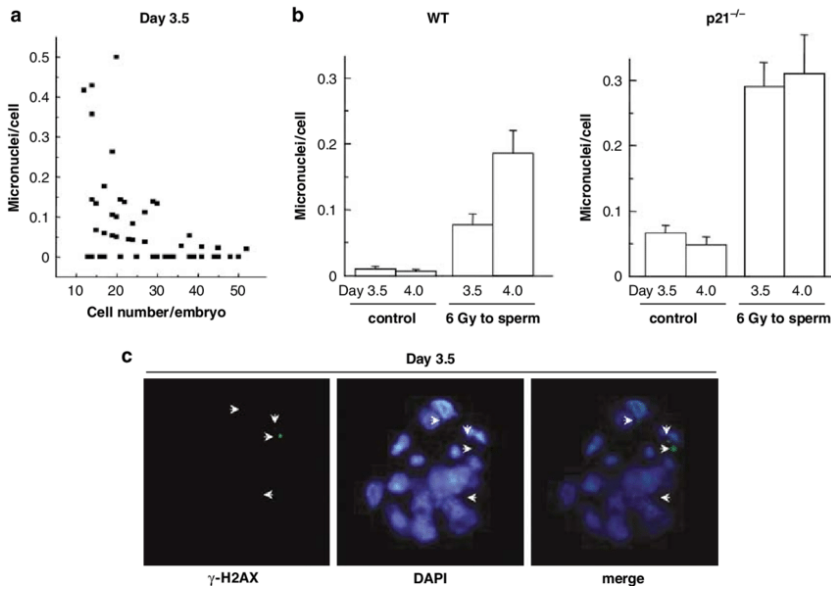 a
Day 3.5
Micronuclei/cell
0.5
0.4
0.3
0.2
0.1
0
10 20 30 40 50
Cell number/embryo
b
WT
Micronuclei/cell
0.3
0.2
0.1
0
Day 3.5 4.0 3.5 4.0
control 6 Gy to sperm
p21⁻/⁻
Micronuclei/cell
0.3
0.2
0.1
0
Day 3.5 4.0 3.5 4.0
control 6 Gy to sperm
c
Day 3.5
γ-H2AX DAPI merge